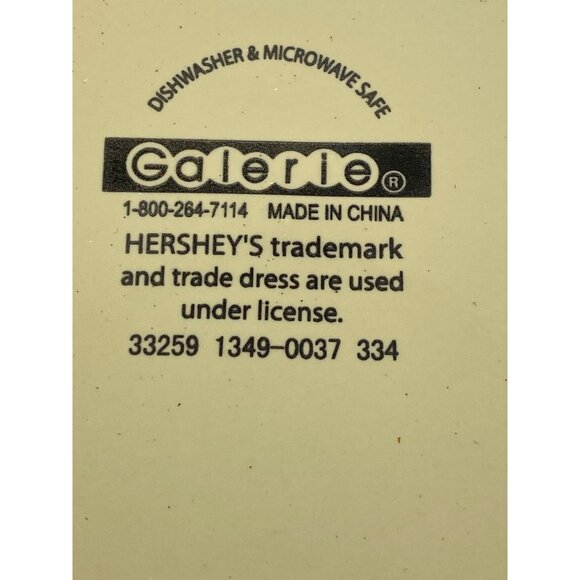 DISHWASHER & MICROWAVE SAFE
Galerie®
1-800-264-7114 MADE IN CHINA
HERSHEY'S trademark
and trade dress are used
under license.
33259 1349-0037 334